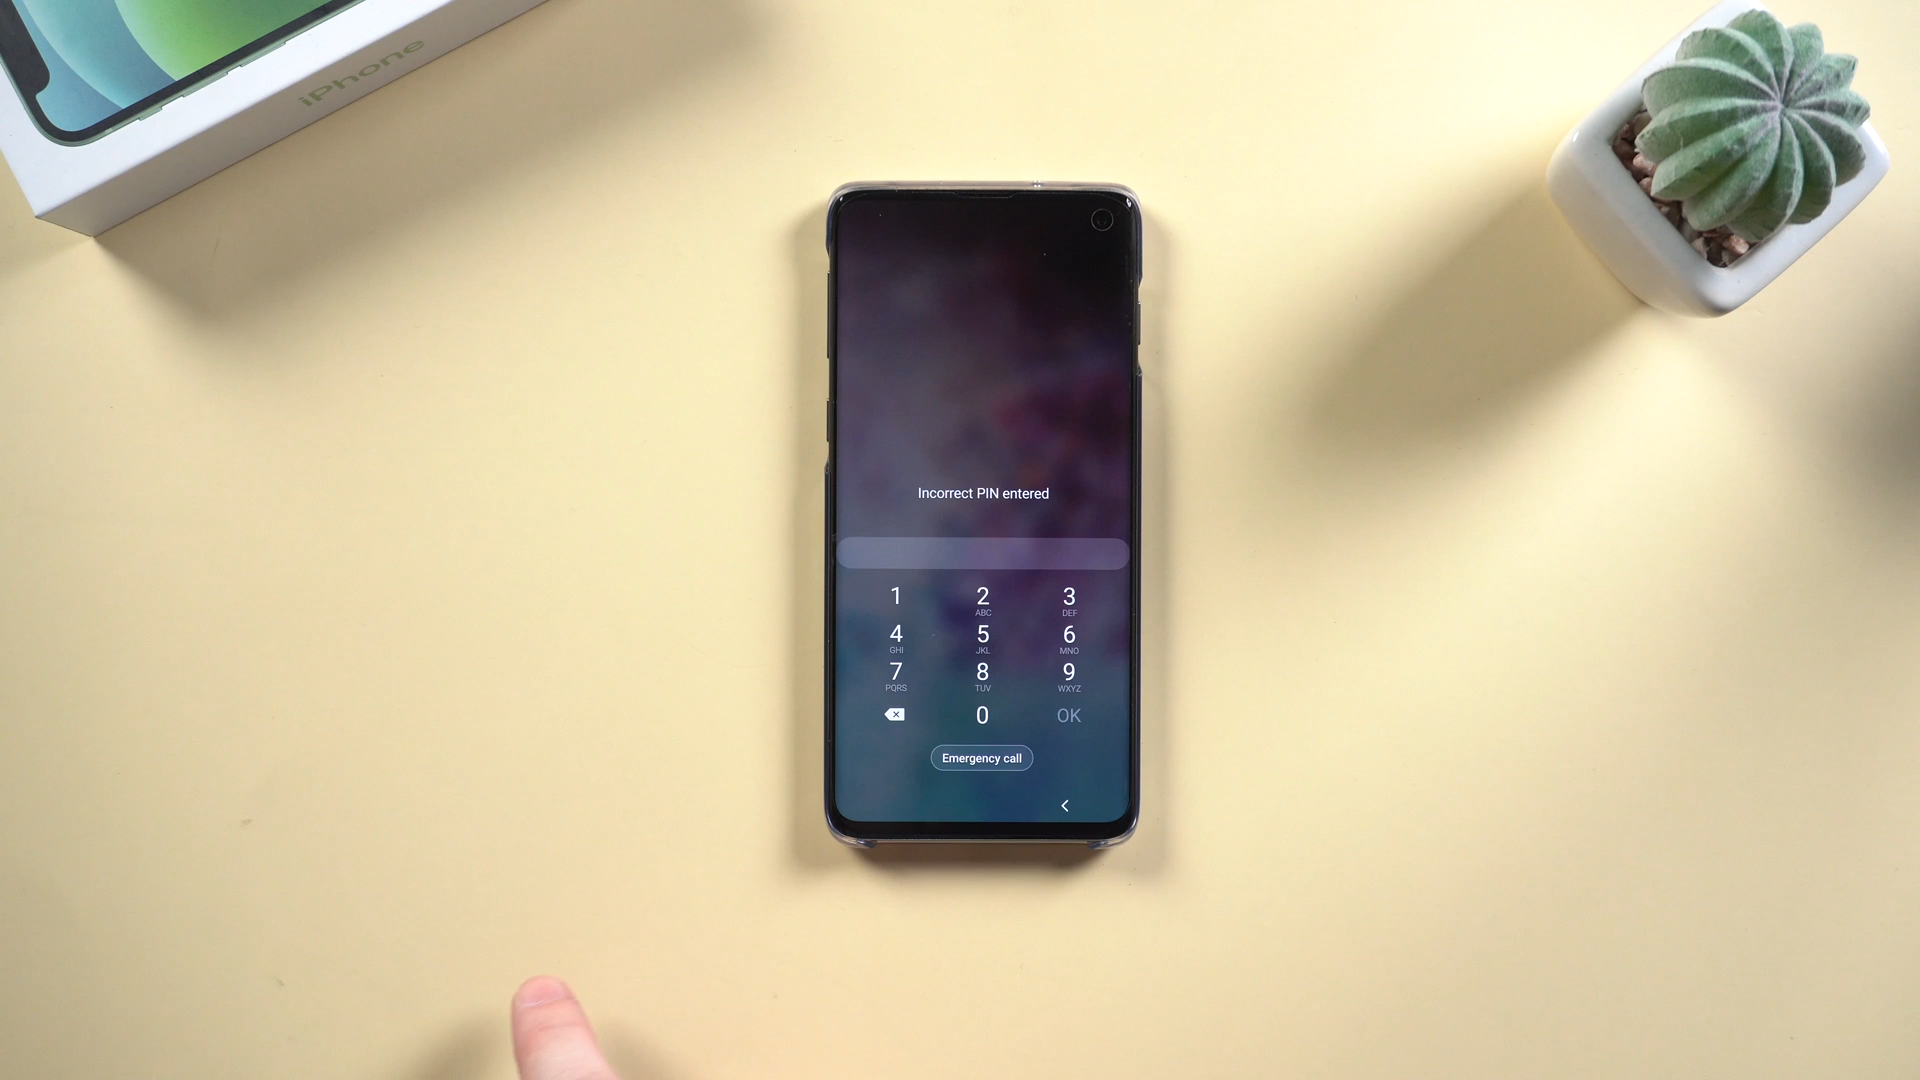 iPhone
Incorrect PIN entered
1 2 3
ABC DEF
4 5 6
GHI JKL MNO
7 8 9
PQRS TUV WXYZ
0 OK
Emergency call